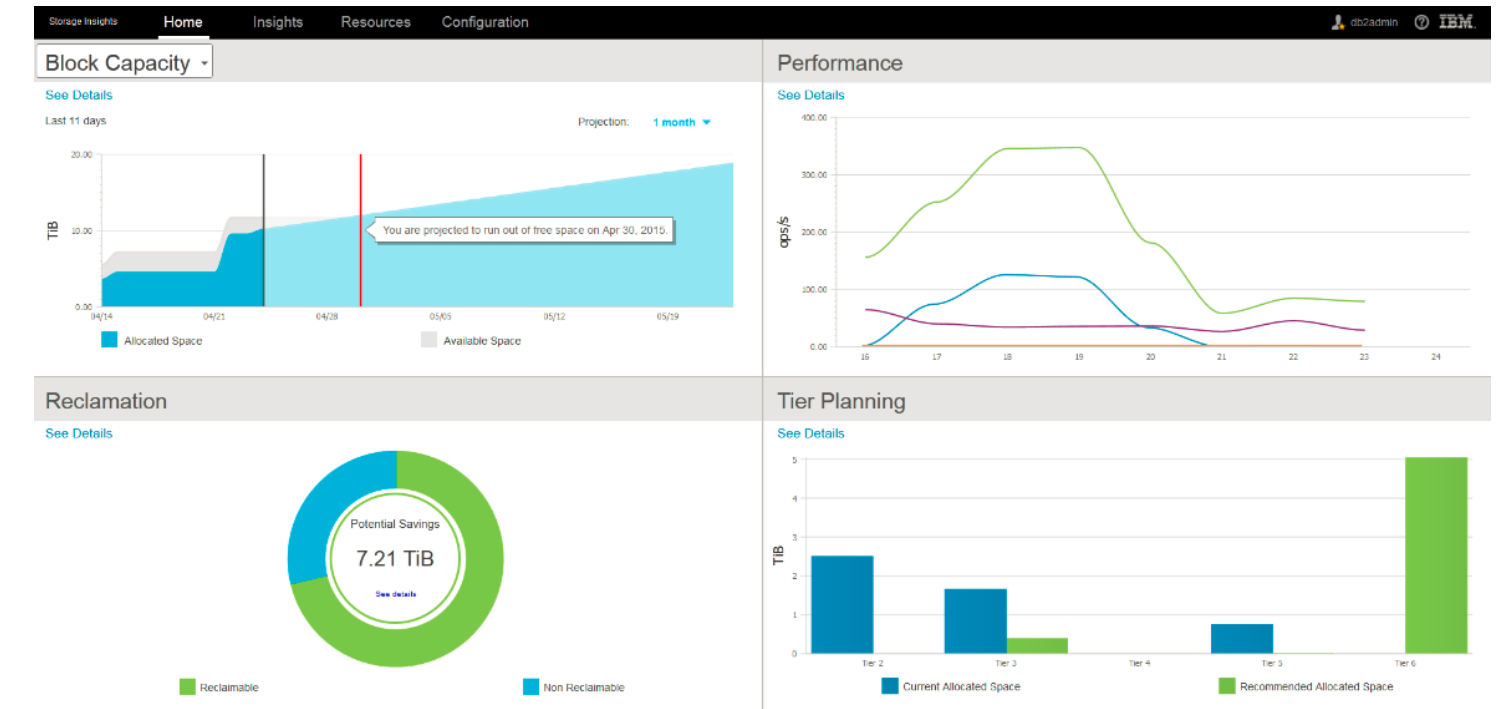 Storage Insights Home Insights Resources Configuration db2admin ? IBM.
Block Capacity
See Details
Last 11 days Projection: 1 month
TiB
20.00
10.00
0.00
You are projected to run out of free space on Apr 30, 2015.
04/14 04/21 04/28 05/05 05/12 05/19
Allocated Space Available Space
Performance
See Details
ops/s
400.00
300.00
200.00
100.00
0.00
16 17 18 19 20 21 22 23 24
Reclamation
See Details
Potential Savings
7.21 TiB
See details
Reclaimable Non Reclaimable
Tier Planning
See Details
TiB
5
4
3
2
1
0
Tier 2 Tier 3 Tier 4 Tier 5 Tier 6
Current Allocated Space Recommended Allocated Space